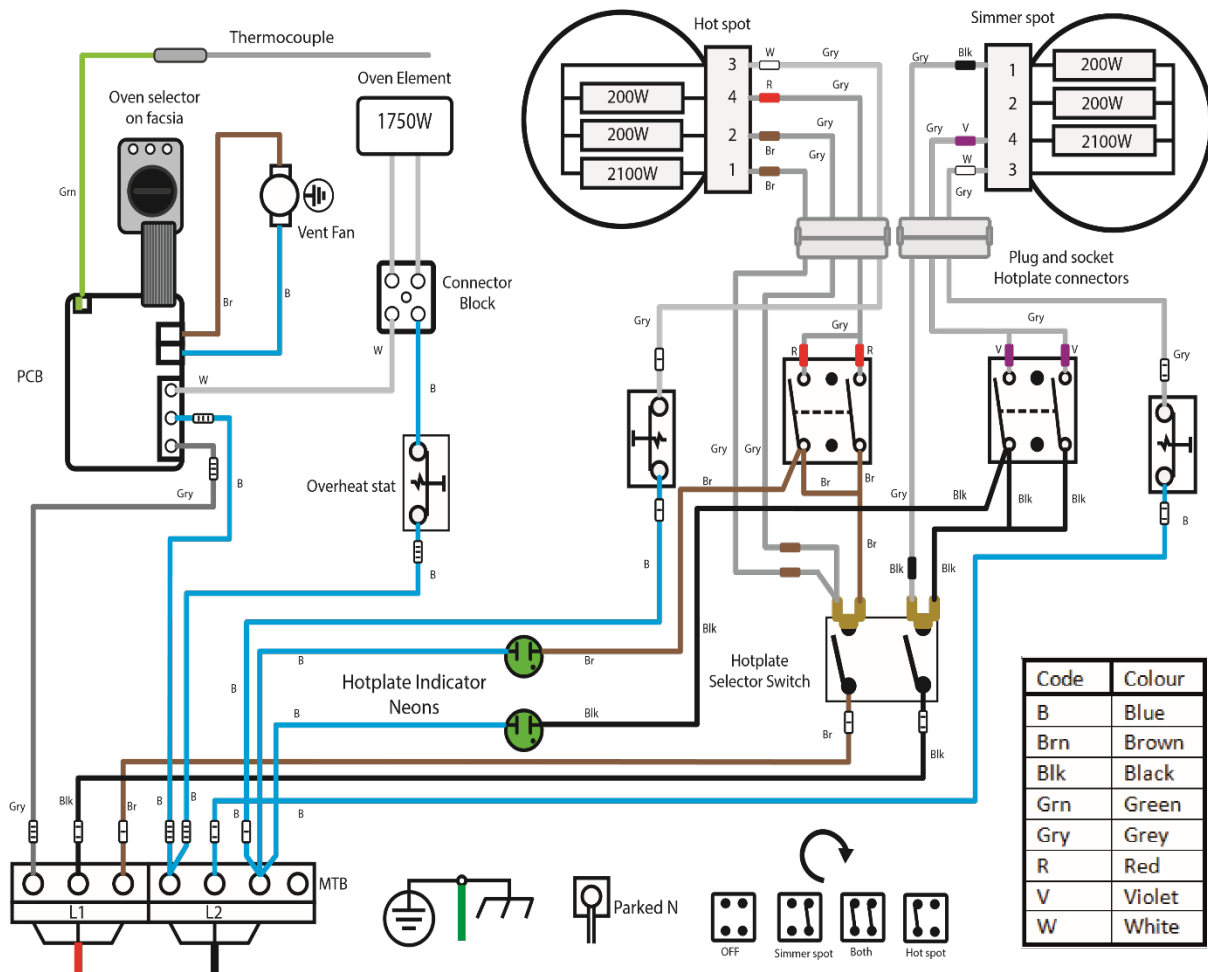 Thermocouple
Oven selector
on facsia
Oven Element
1750W
Hot spot
Simmer spot
3
4
2
1
200W
200W
2100W
W
Gry
R
Gry
Br
Gry
Br
Gry
Blk
Gry
V
W
Gry
1
2
4
3
200W
200W
2100W
Grn
Br
Vent Fan
B
Connector
Block
W
B
PCB
W
B
Gry
Overheat stat
B
Plug and socket
Hotplate connectors
Gry
Gry
R
R
Gry
V
V
Gry
Gry
Gry
Br
Br
Br
Gry
Blk
Blk
Blk
B
B
Br
Blk
Blk
Blk
Hotplate
Selector Switch
B
Br
Hotplate Indicator
Neons
B
B
Blk
Br
Blk
Gry
Blk
Br
B
B
B
B
B
MTB
L1
L2
Parked N
OFF
Simmer spot
Both
Hot spot
Code Colour
B Blue
Brn Brown
Blk Black
Grn Green
Gry Grey
R Red
V Violet
W White